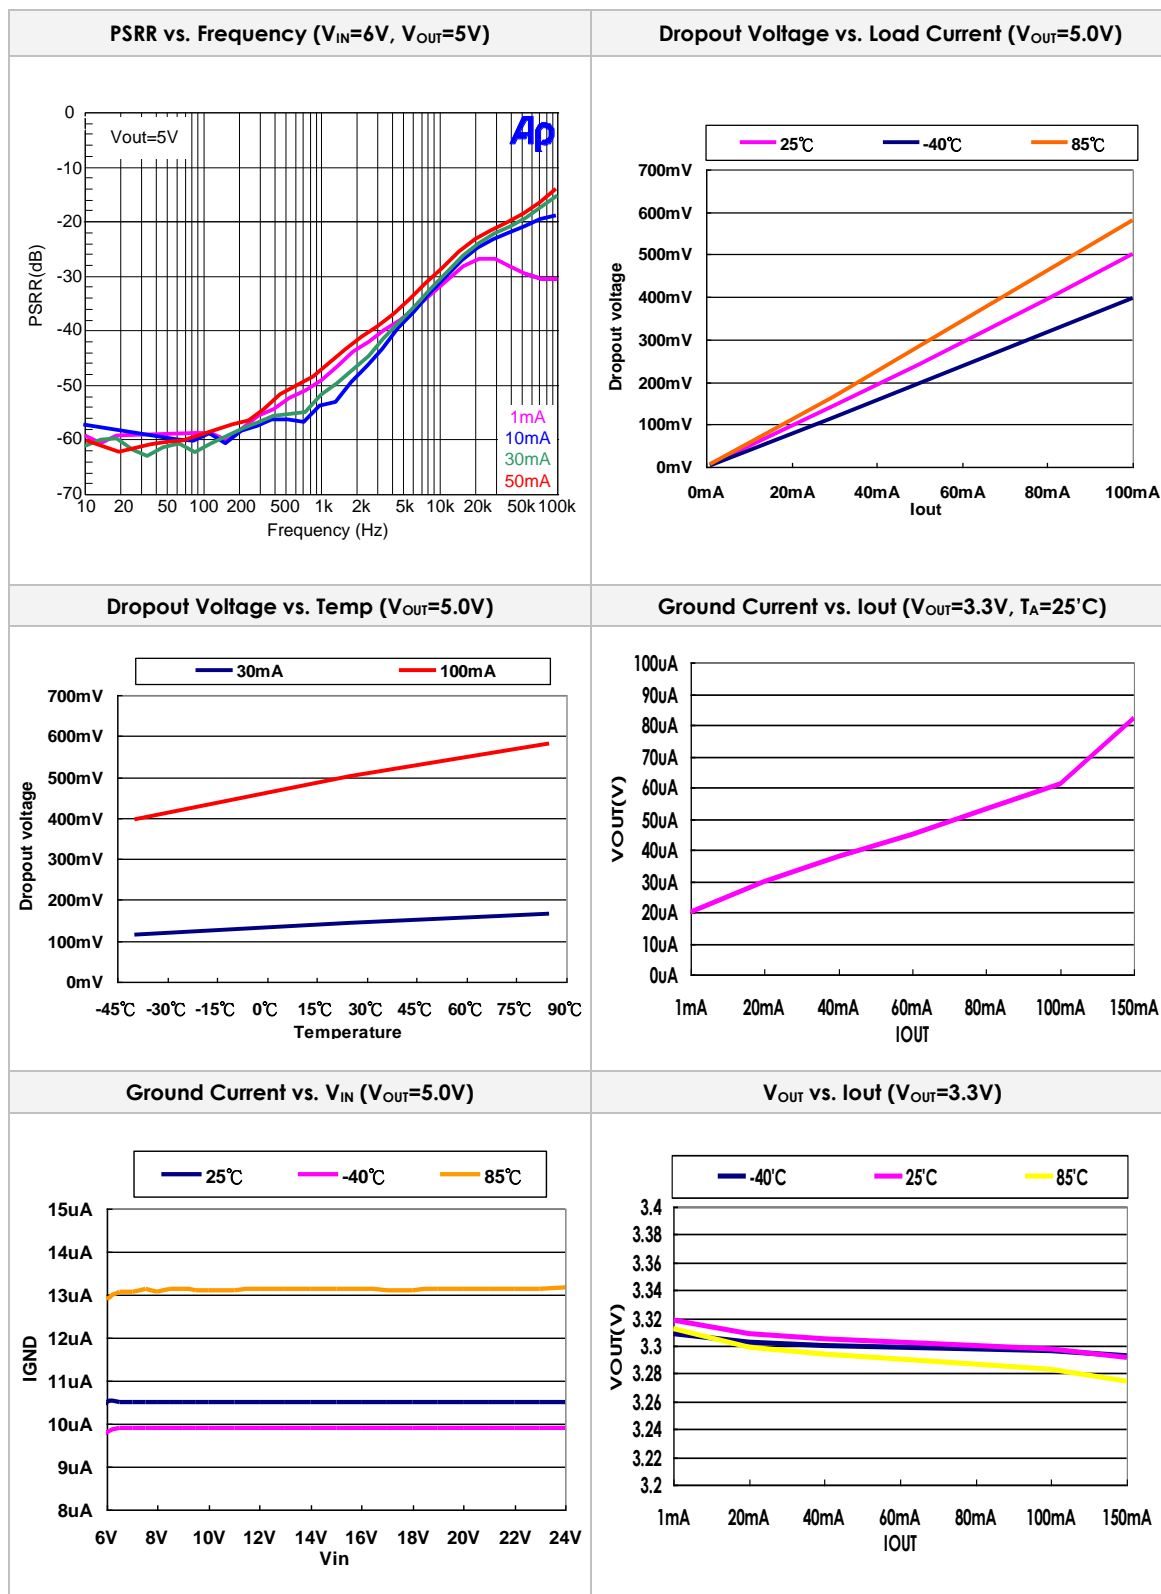 PSRR vs. Frequency (VIN=6V, VOUT=5V)
0
-10
-20
-30
-40
-50
-60
-70
PSRR(dB)
Vout=5V
Ap
1mA
10mA
30mA
50mA
10 20 50 100 200 500 1k 2k 5k 10k 20k 50k 100k
Frequency (Hz)
Dropout Voltage vs. Load Current (VOUT=5.0V)
25℃ -40℃ 85℃
700mV
600mV
500mV
400mV
300mV
200mV
100mV
0mV
Dropout voltage
0mA 20mA 40mA 60mA 80mA 100mA
Iout
Dropout Voltage vs. Temp (VOUT=5.0V)
30mA 100mA
700mV
600mV
500mV
400mV
300mV
200mV
100mV
0mV
Dropout voltage
-45℃ -30℃ -15℃ 0℃ 15℃ 30℃ 45℃ 60℃ 75℃ 90℃
Temperature
Ground Current vs. Iout (VOUT=3.3V, TA=25'C)
100uA
90uA
80uA
70uA
60uA
50uA
40uA
30uA
20uA
10uA
0uA
VOUT(V)
1mA 20mA 40mA 60mA 80mA 100mA 150mA
IOUT
Ground Current vs. VIN (VOUT=5.0V)
25℃ -40℃ 85℃
15uA
14uA
13uA
12uA
11uA
10uA
9uA
8uA
IGND
6V 8V 10V 12V 14V 16V 18V 20V 22V 24V
Vin
VOUT vs. Iout (VOUT=3.3V)
-40'C 25'C 85'C
3.4
3.38
3.36
3.34
3.32
3.3
3.28
3.26
3.24
3.22
3.2
VOUT(V)
1mA 20mA 40mA 60mA 80mA 100mA 150mA
IOUT